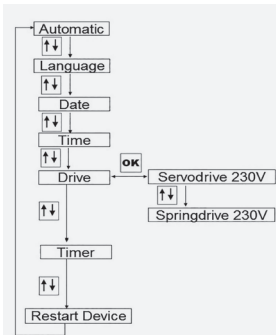 Automatic
Language
Date
Time
OK
Drive
Servodrive 230V
Springdrive 230V
Timer
Restart Device